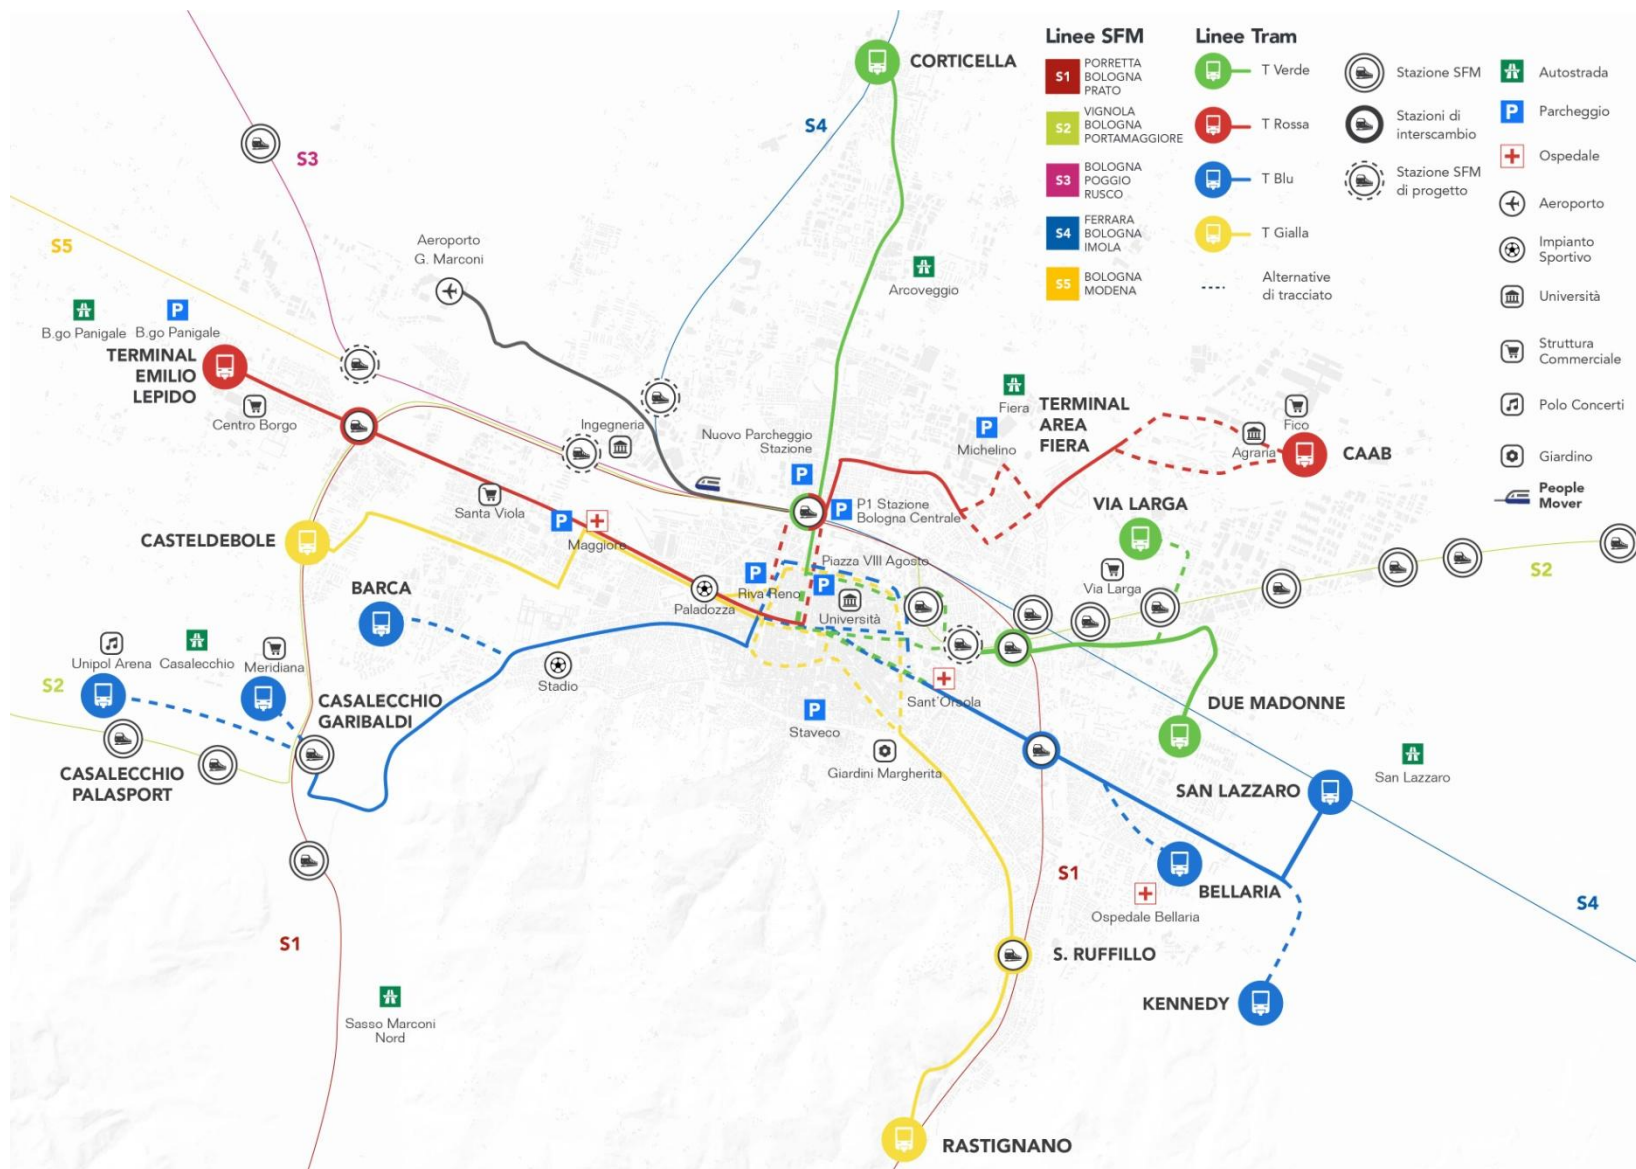 Linee SFM
S1
PORRETTA
BOLOGNA
PRATO
S2
VIGNOLA
BOLOGNA
PORTAMAGGIORE
S3
BOLOGNA
POGGIO
RUSCO
S4
FERRARA
BOLOGNA
IMOLA
S5
BOLOGNA
MODENA
Linee Tram
T Verde
T Rossa
T Blu
T Gialla
Alternative
di tracciato
Stazione SFM
Stazioni di
interscambio
Stazione SFM
di progetto
Autostrada
P
Parcheggio
Ospedale
Aeroporto
Impianto
Sportivo
Università
Struttura
Commerciale
Polo Concerti
Giardino
People
Mover
CORTICELLA
S4
S3
S5
Aeroporto
G. Marconi
Arcoveggio
P
B.go Panigale
B.go Panigale
TERMINAL
EMILIO
LEPIDO
Centro Borgo
Ingegneria
Nuovo Parcheggio
Stazione
P
Fiera
P
Michelino
TERMINAL
AREA
FIERA
Fico
Agraria
CAAB
Santa Viola
P
Maggiore
P
P1 Stazione
Bologna Centrale
VIA LARGA
CASTELDEBOLE
Piazza VIII Agosto
P
Riva Reno
P
Via Larga
S2
BARCA
Paladozza
Università
Unipol Arena
Casalecchio
Meridiana
Stadio
S2
CASALECCHIO
GARIBALDI
Sant'Orsola
P
Staveco
DUE MADONNE
CASALECCHIO
PALASPORT
Giardini Margherita
San Lazzaro
SAN LAZZARO
S1
BELLARIA
Ospedale Bellaria
S4
S1
S. RUFFILLO
KENNEDY
Sasso Marconi
Nord
RASTIGNANO